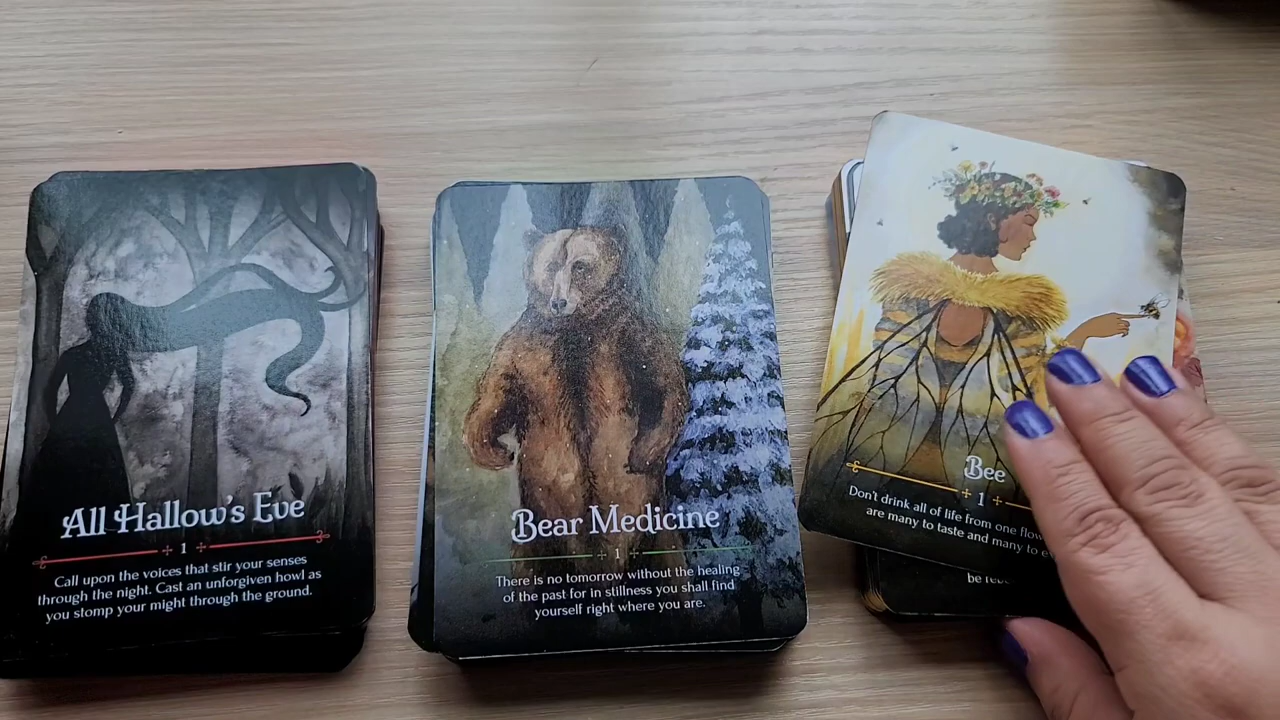 All Hallow's Eve
1
Call upon the voices that stir your senses
through the night. Cast an unforgiven howl as
you stomp your might through the ground.
Bear Medicine
1
There is no tomorrow without the healing
of the past for in stillness you shall find
yourself right where you are.
Bee
1
Don't drink all of life from one
are many to taste and many to
be